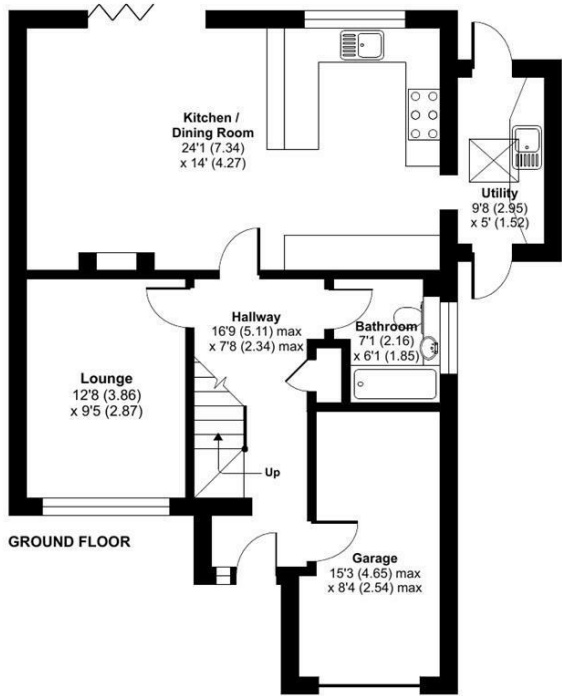 Kitchen /
Dining Room
24'1 (7.34)
x 14' (4.27)
Utility
9'8 (2.95)
x 5' (1.52)
Hallway
16'9 (5.11) max
x 7'8 (2.34) max
Bathroom
7'1 (2.16)
x 6'1 (1.85)
Lounge
12'8 (3.86)
x 9'5 (2.87)
Up
GROUND FLOOR
Garage
15'3 (4.65) max
x 8'4 (2.54) max